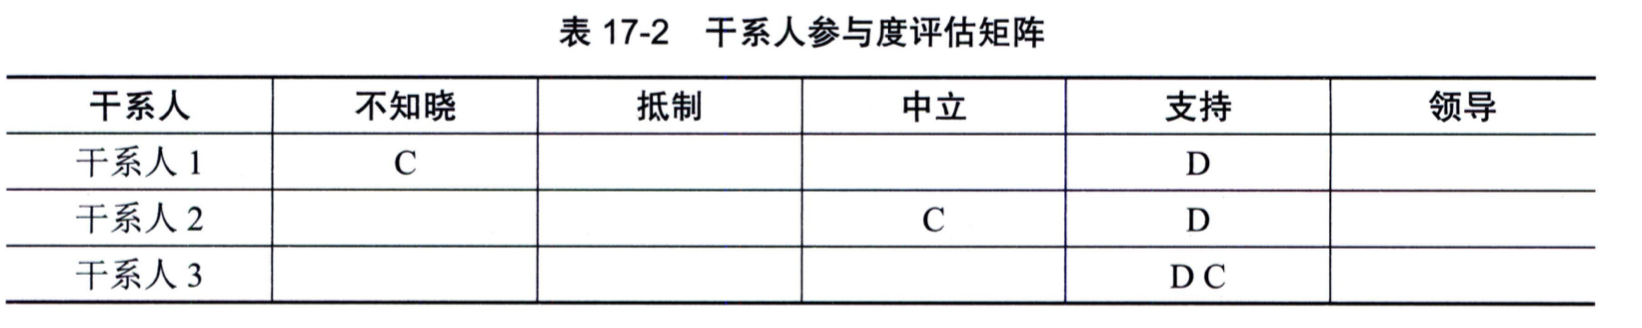 表 17-2 干系人参与度评估矩阵
干系人 不知晓 抵制 中立 支持 领导
干系人 1 C D
干系人 2 C D
干系人 3 D C